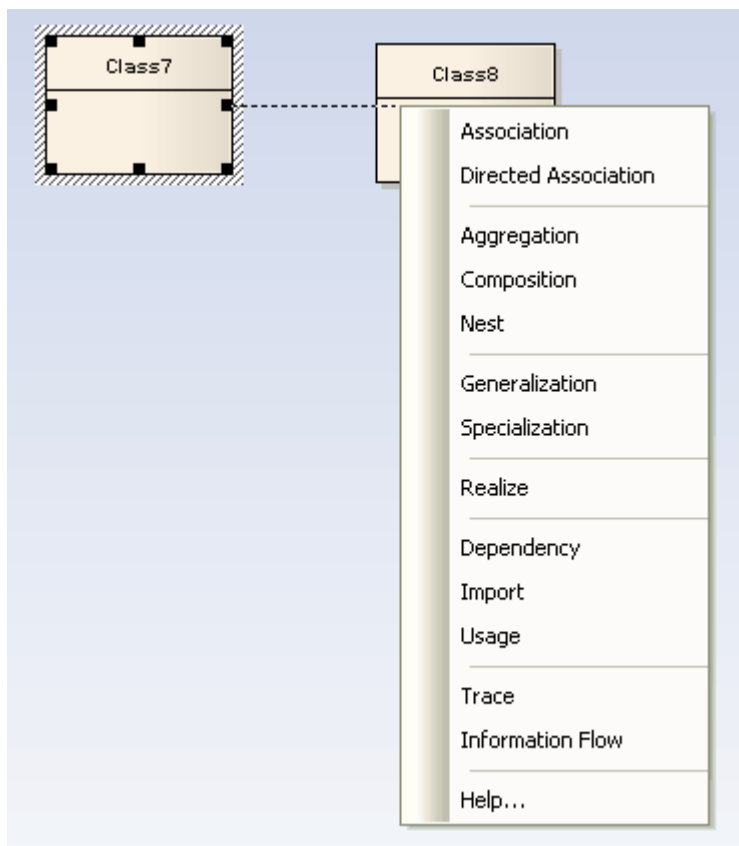 Class7
Class8
Association
Directed Association
Aggregation
Composition
Nest
Generalization
Specialization
Realize
Dependency
Import
Usage
Trace
Information Flow
Help...